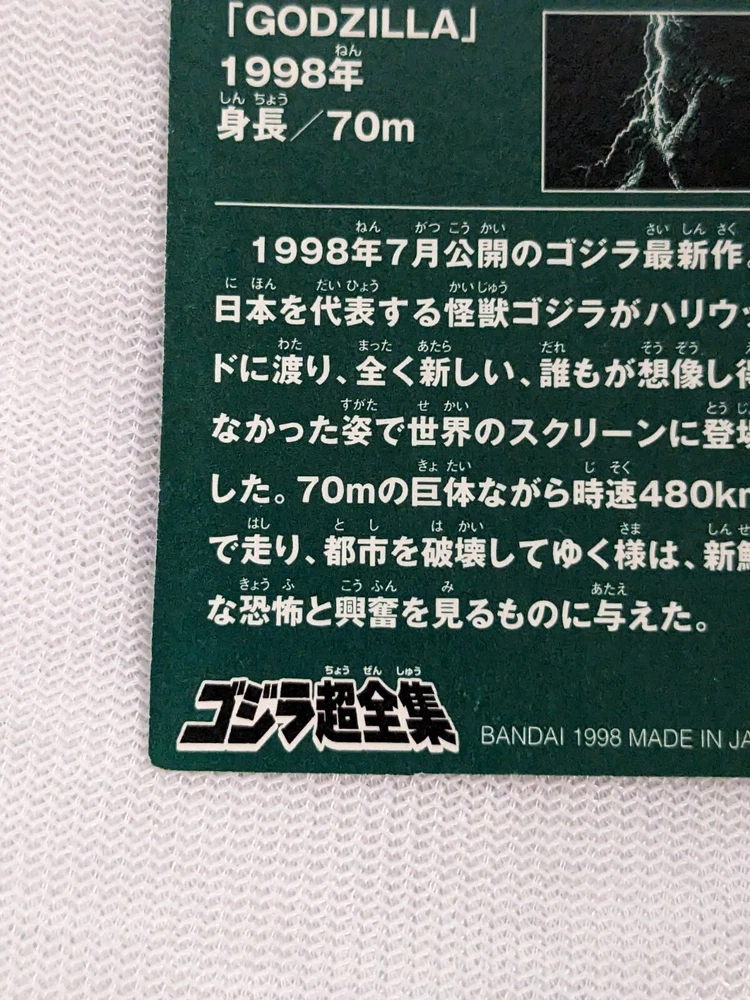 「GODZILLA」
1998年
身長／70m
1998年7月公開のゴジラ最新作。
日本を代表する怪獣ゴジラがハリウッ
ドに渡り、全く新しい、誰もが想像し得
なかった姿で世界のスクリーンに登場
した。70mの巨体ながら時速480km
で走り、都市を破壊してゆく様は、新鮮
な恐怖と興奮を見るものに与えた。
ゴジラ超全集
BANDAI 1998 MADE IN JA